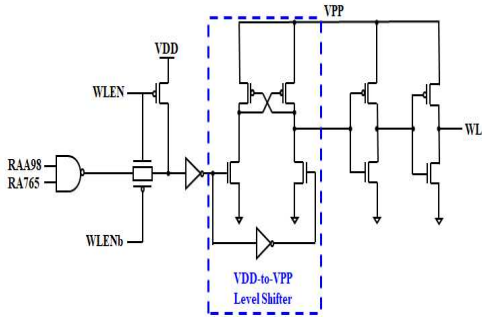 VPP
VDD
WLEN
WL
RAA98
RA765
WLENb
VDD-to-VPP
Level Shifter